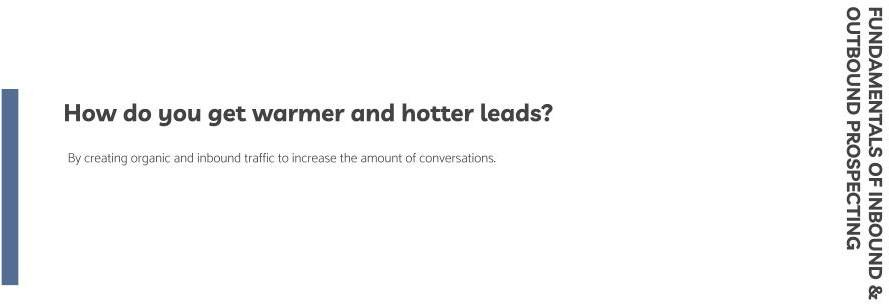 How do you get warmer and hotter leads?
By creating organic and inbound traffic to increase the amount of conversations.
FUNDAMENTALS OF INBOUND &
OUTBOUND PROSPECTING